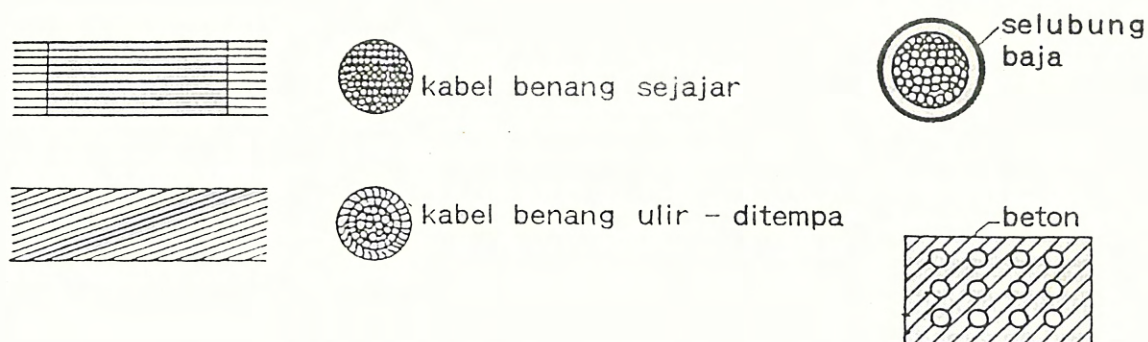 selubung
baja
kabel benang sejajar
kabel benang ulir - ditempa
beton